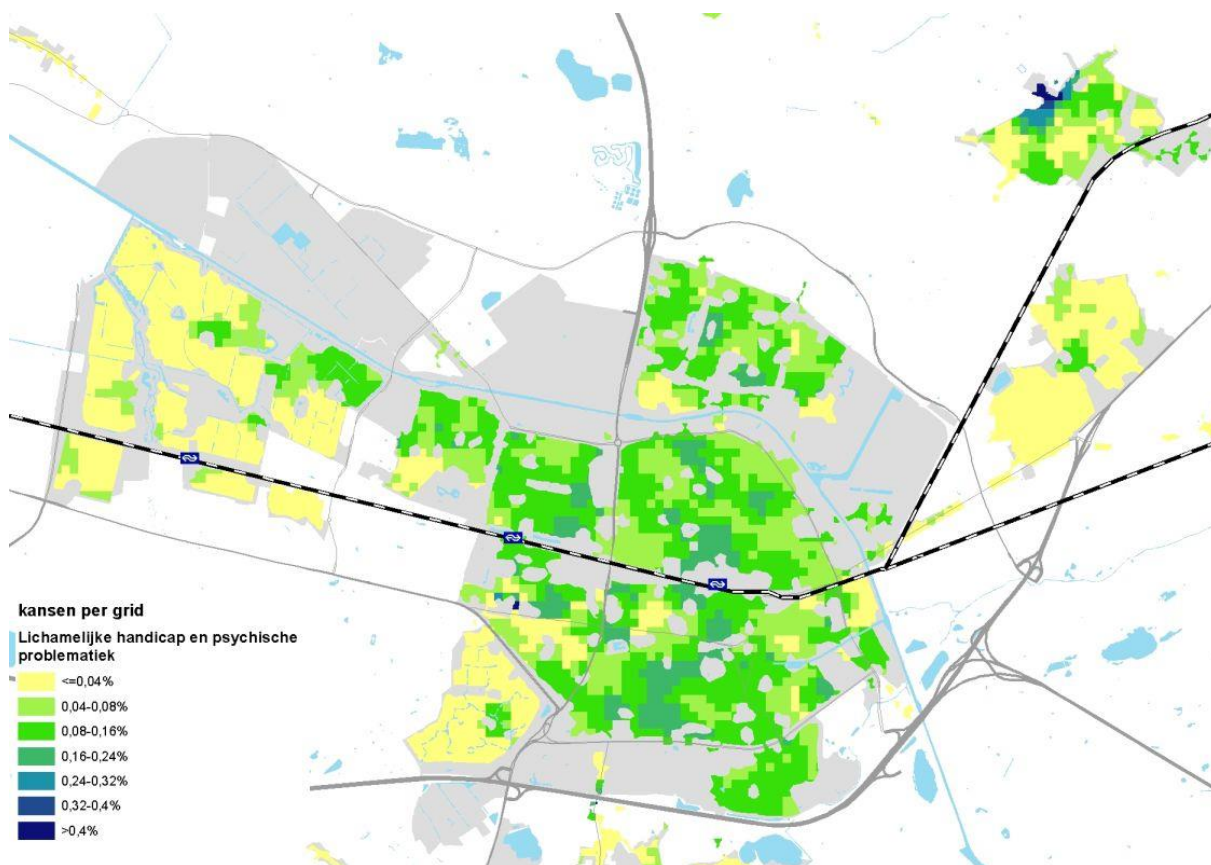 kansen per grid
Lichamelijke handicap en psychische
problematiek
<=0,04%
0,04-0,08%
0,08-0,16%
0,16-0,24%
0,24-0,32%
0,32-0,4%
>0,4%